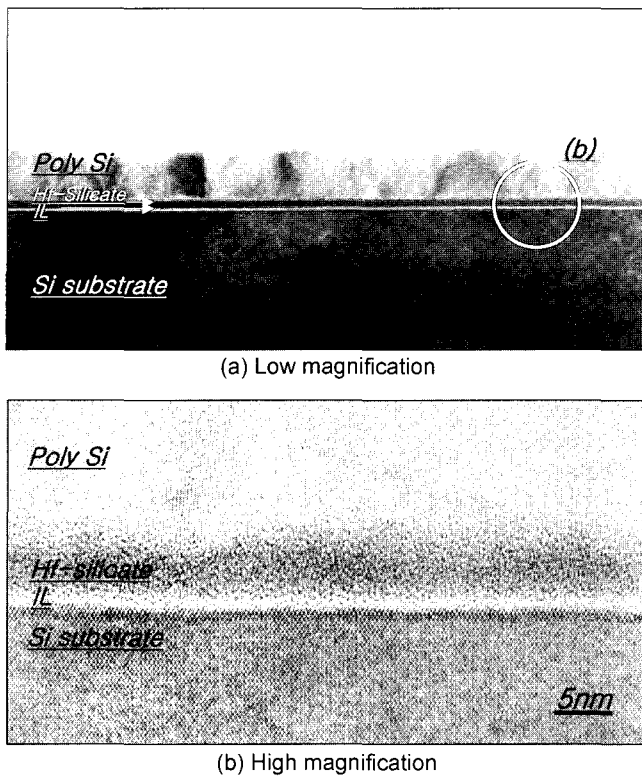 Poly Si
(b)
Hf-Silicate
IL
Si substrate
(a) Low magnification
Poly Si
Hf-silicate
IL
Si substrate
5nm
(b) High magnification